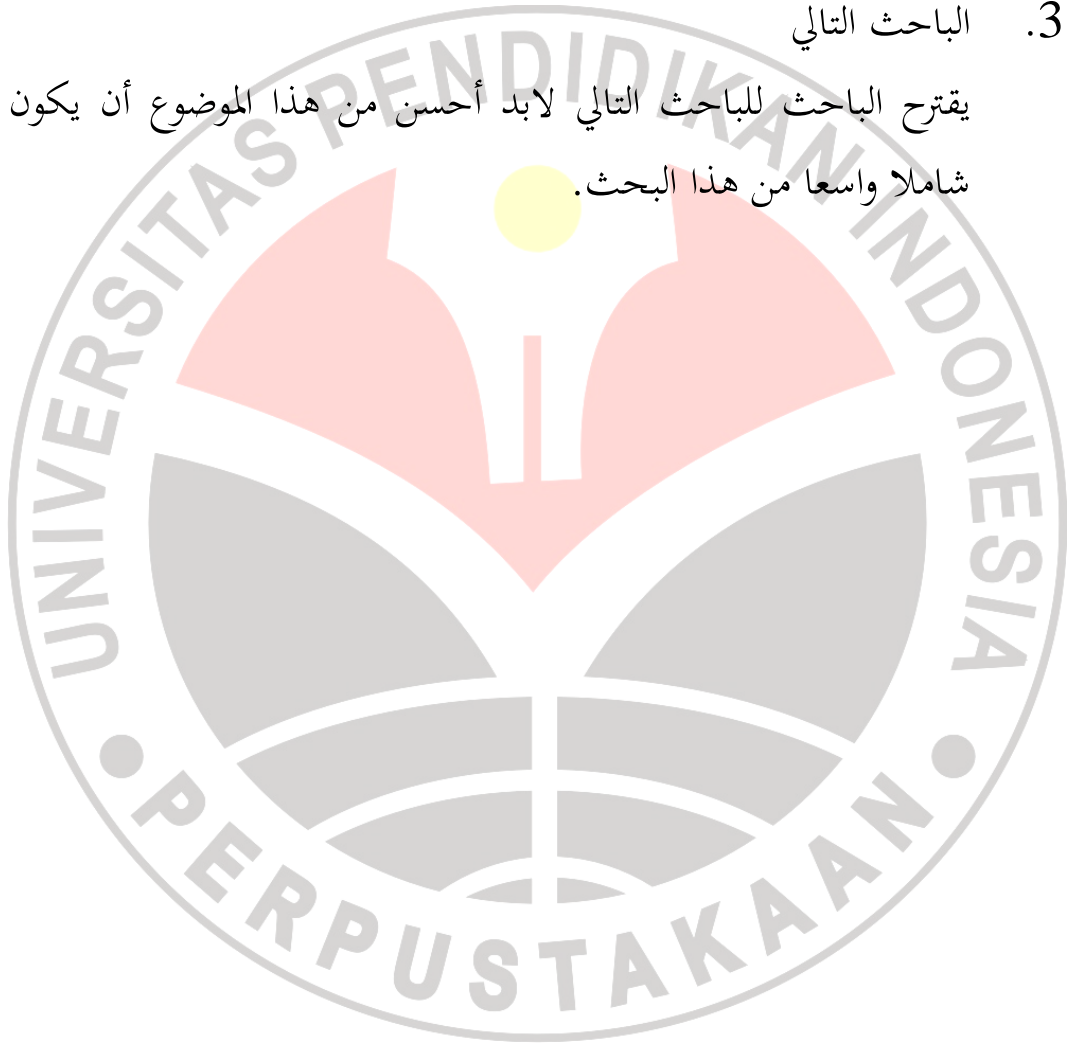 3. الباحث التالي
يقترح الباحث للباحث التالي لابد أحسن من هذا الموضوع أن يكون
شاملا واسعا من هذا البحث.
UNIVERSITAS PENDIDIKAN INDONESIA
PERPUSTAKAAN